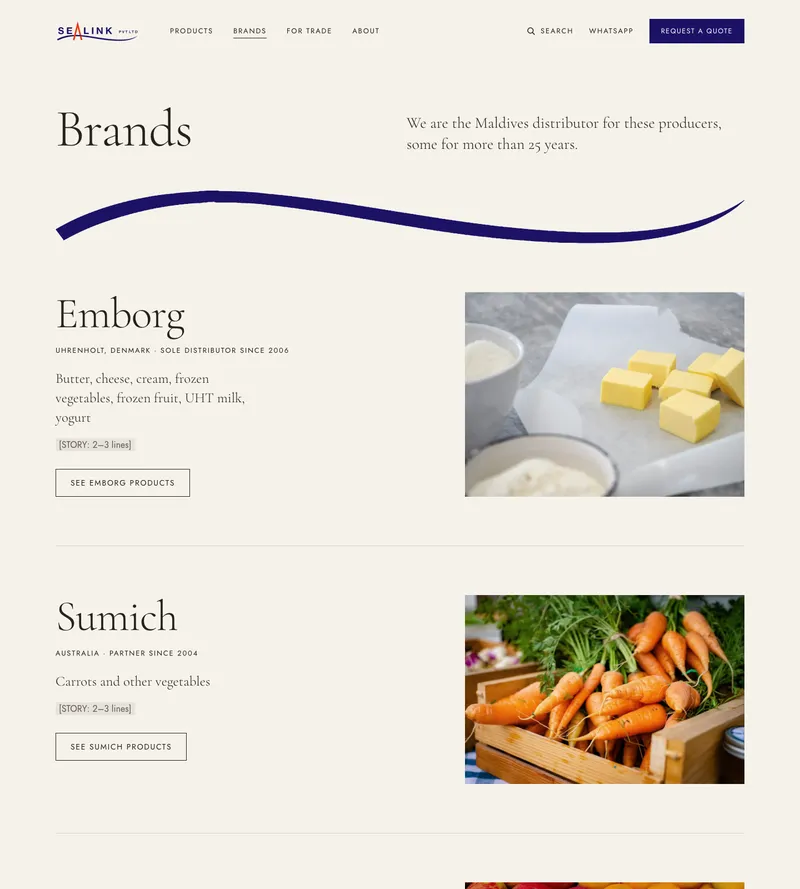 SEALINK PVT LTD
PRODUCTS
BRANDS
FOR TRADE
ABOUT
SEARCH
WHATSAPP
REQUEST A QUOTE
Brands
We are the Maldives distributor for these producers,
some for more than 25 years.
Emborg
UHRENHOLT, DENMARK · SOLE DISTRIBUTOR SINCE 2006
Butter, cheese, cream, frozen
vegetables, frozen fruit, UHT milk,
yogurt
[STORY: 2–3 lines]
SEE EMBORG PRODUCTS
Sumich
AUSTRALIA · PARTNER SINCE 2004
Carrots and other vegetables
[STORY: 2–3 lines]
SEE SUMICH PRODUCTS